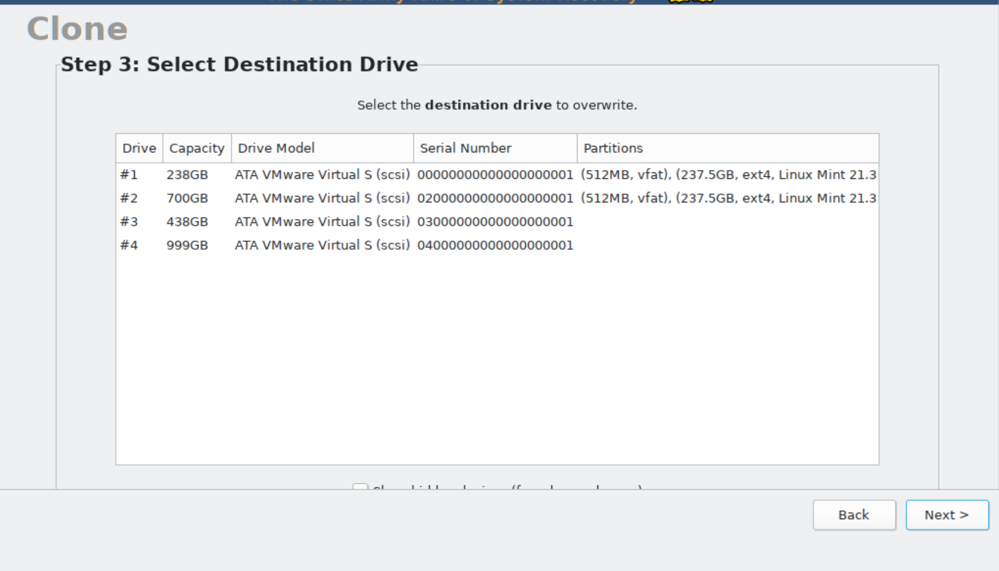 Clone
Step 3: Select Destination Drive
Select the destination drive to overwrite.
Drive Capacity Drive Model Serial Number Partitions
#1 238GB ATA VMware Virtual S (scsi) 00000000000000000001 (512MB, vfat), (237.5GB, ext4, Linux Mint 21.3
#2 700GB ATA VMware Virtual S (scsi) 02000000000000000001 (512MB, vfat), (237.5GB, ext4, Linux Mint 21.3
#3 438GB ATA VMware Virtual S (scsi) 03000000000000000001
#4 999GB ATA VMware Virtual S (scsi) 04000000000000000001
Back Next >